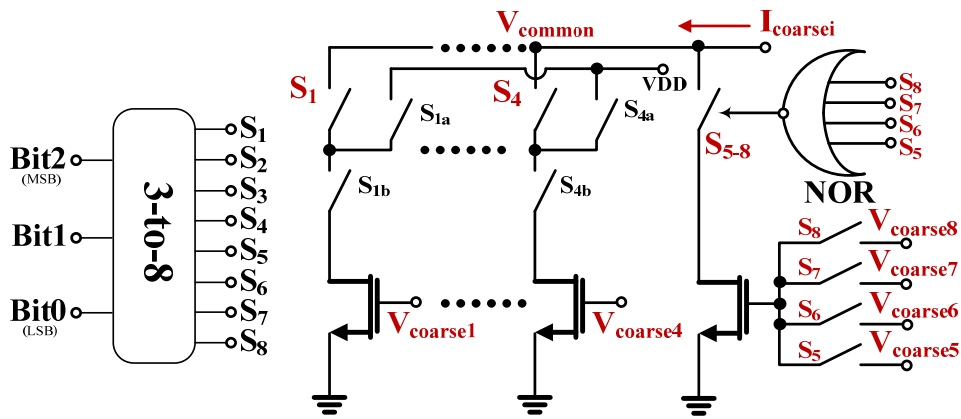 Bit2
(MSB)
Bit1
Bit0
(LSB)
3-to-8
S1
S2
S3
S4
S5
S6
S7
S8
Vcommon
Icoarsei
VDD
S1
S1a
S4
S4a
S1b
S4b
S5-8
S8
S7
S6
S5
NOR
Vcoarse1
Vcoarse4
S8
Vcoarse8
S7
Vcoarse7
S6
Vcoarse6
S5
Vcoarse5